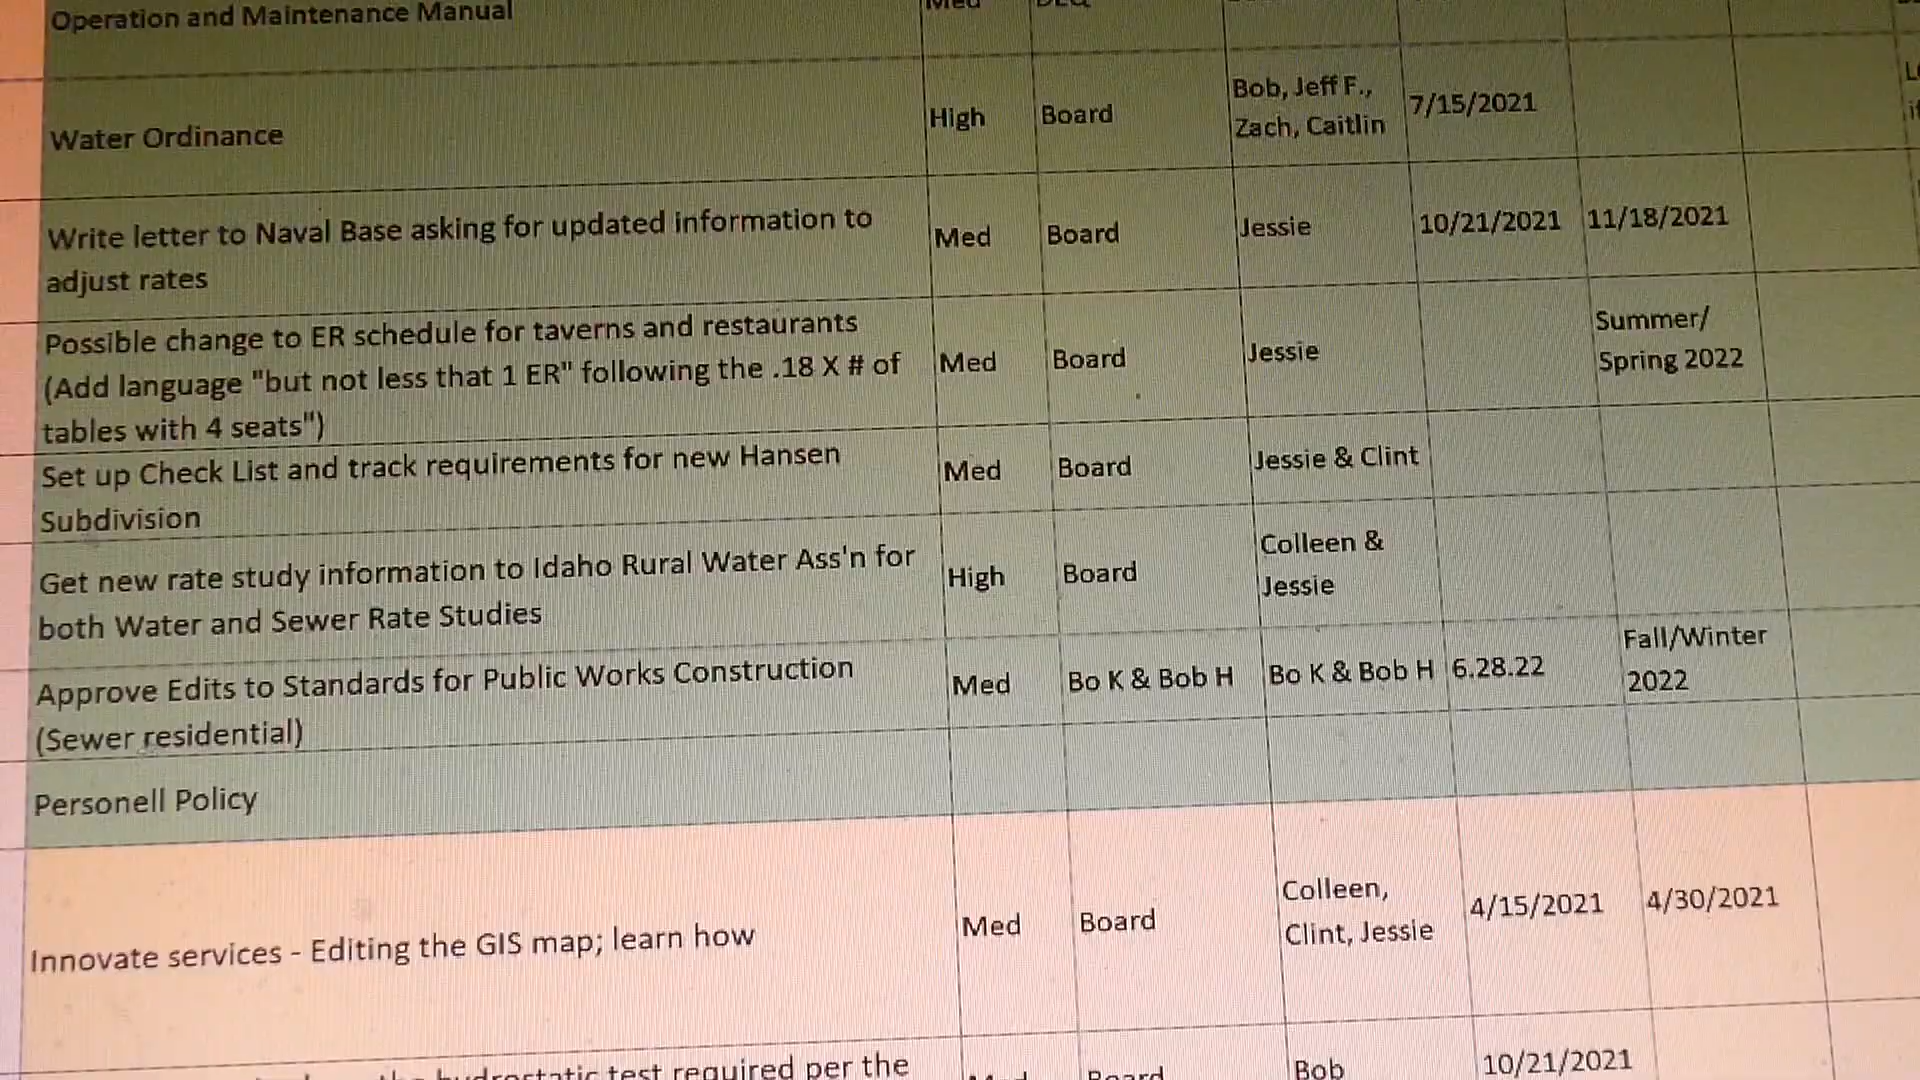 Operation and Maintenance Manual
Med
Water Ordinance
High
Board
Bob, Jeff F.,
Zach, Caitlin
7/15/2021
Write letter to Naval Base asking for updated information to
adjust rates
Med
Board
Jessie
10/21/2021
11/18/2021
Possible change to ER schedule for taverns and restaurants
(Add language "but not less that 1 ER" following the .18 X # of
tables with 4 seats")
Med
Board
Jessie
Summer/
Spring 2022
Set up Check List and track requirements for new Hansen
Subdivision
Med
Board
Jessie & Clint
Get new rate study information to Idaho Rural Water Ass'n for
both Water and Sewer Rate Studies
High
Board
Colleen &
Jessie
Approve Edits to Standards for Public Works Construction
(Sewer residential)
Med
Bo K & Bob H
Bo K & Bob H
6.28.22
Fall/Winter
2022
Personell Policy
Innovate services - Editing the GIS map; learn how
Med
Board
Colleen,
Clint, Jessie
4/15/2021
4/30/2021
hydrostatic test required per the
Board
Bob
10/21/2021